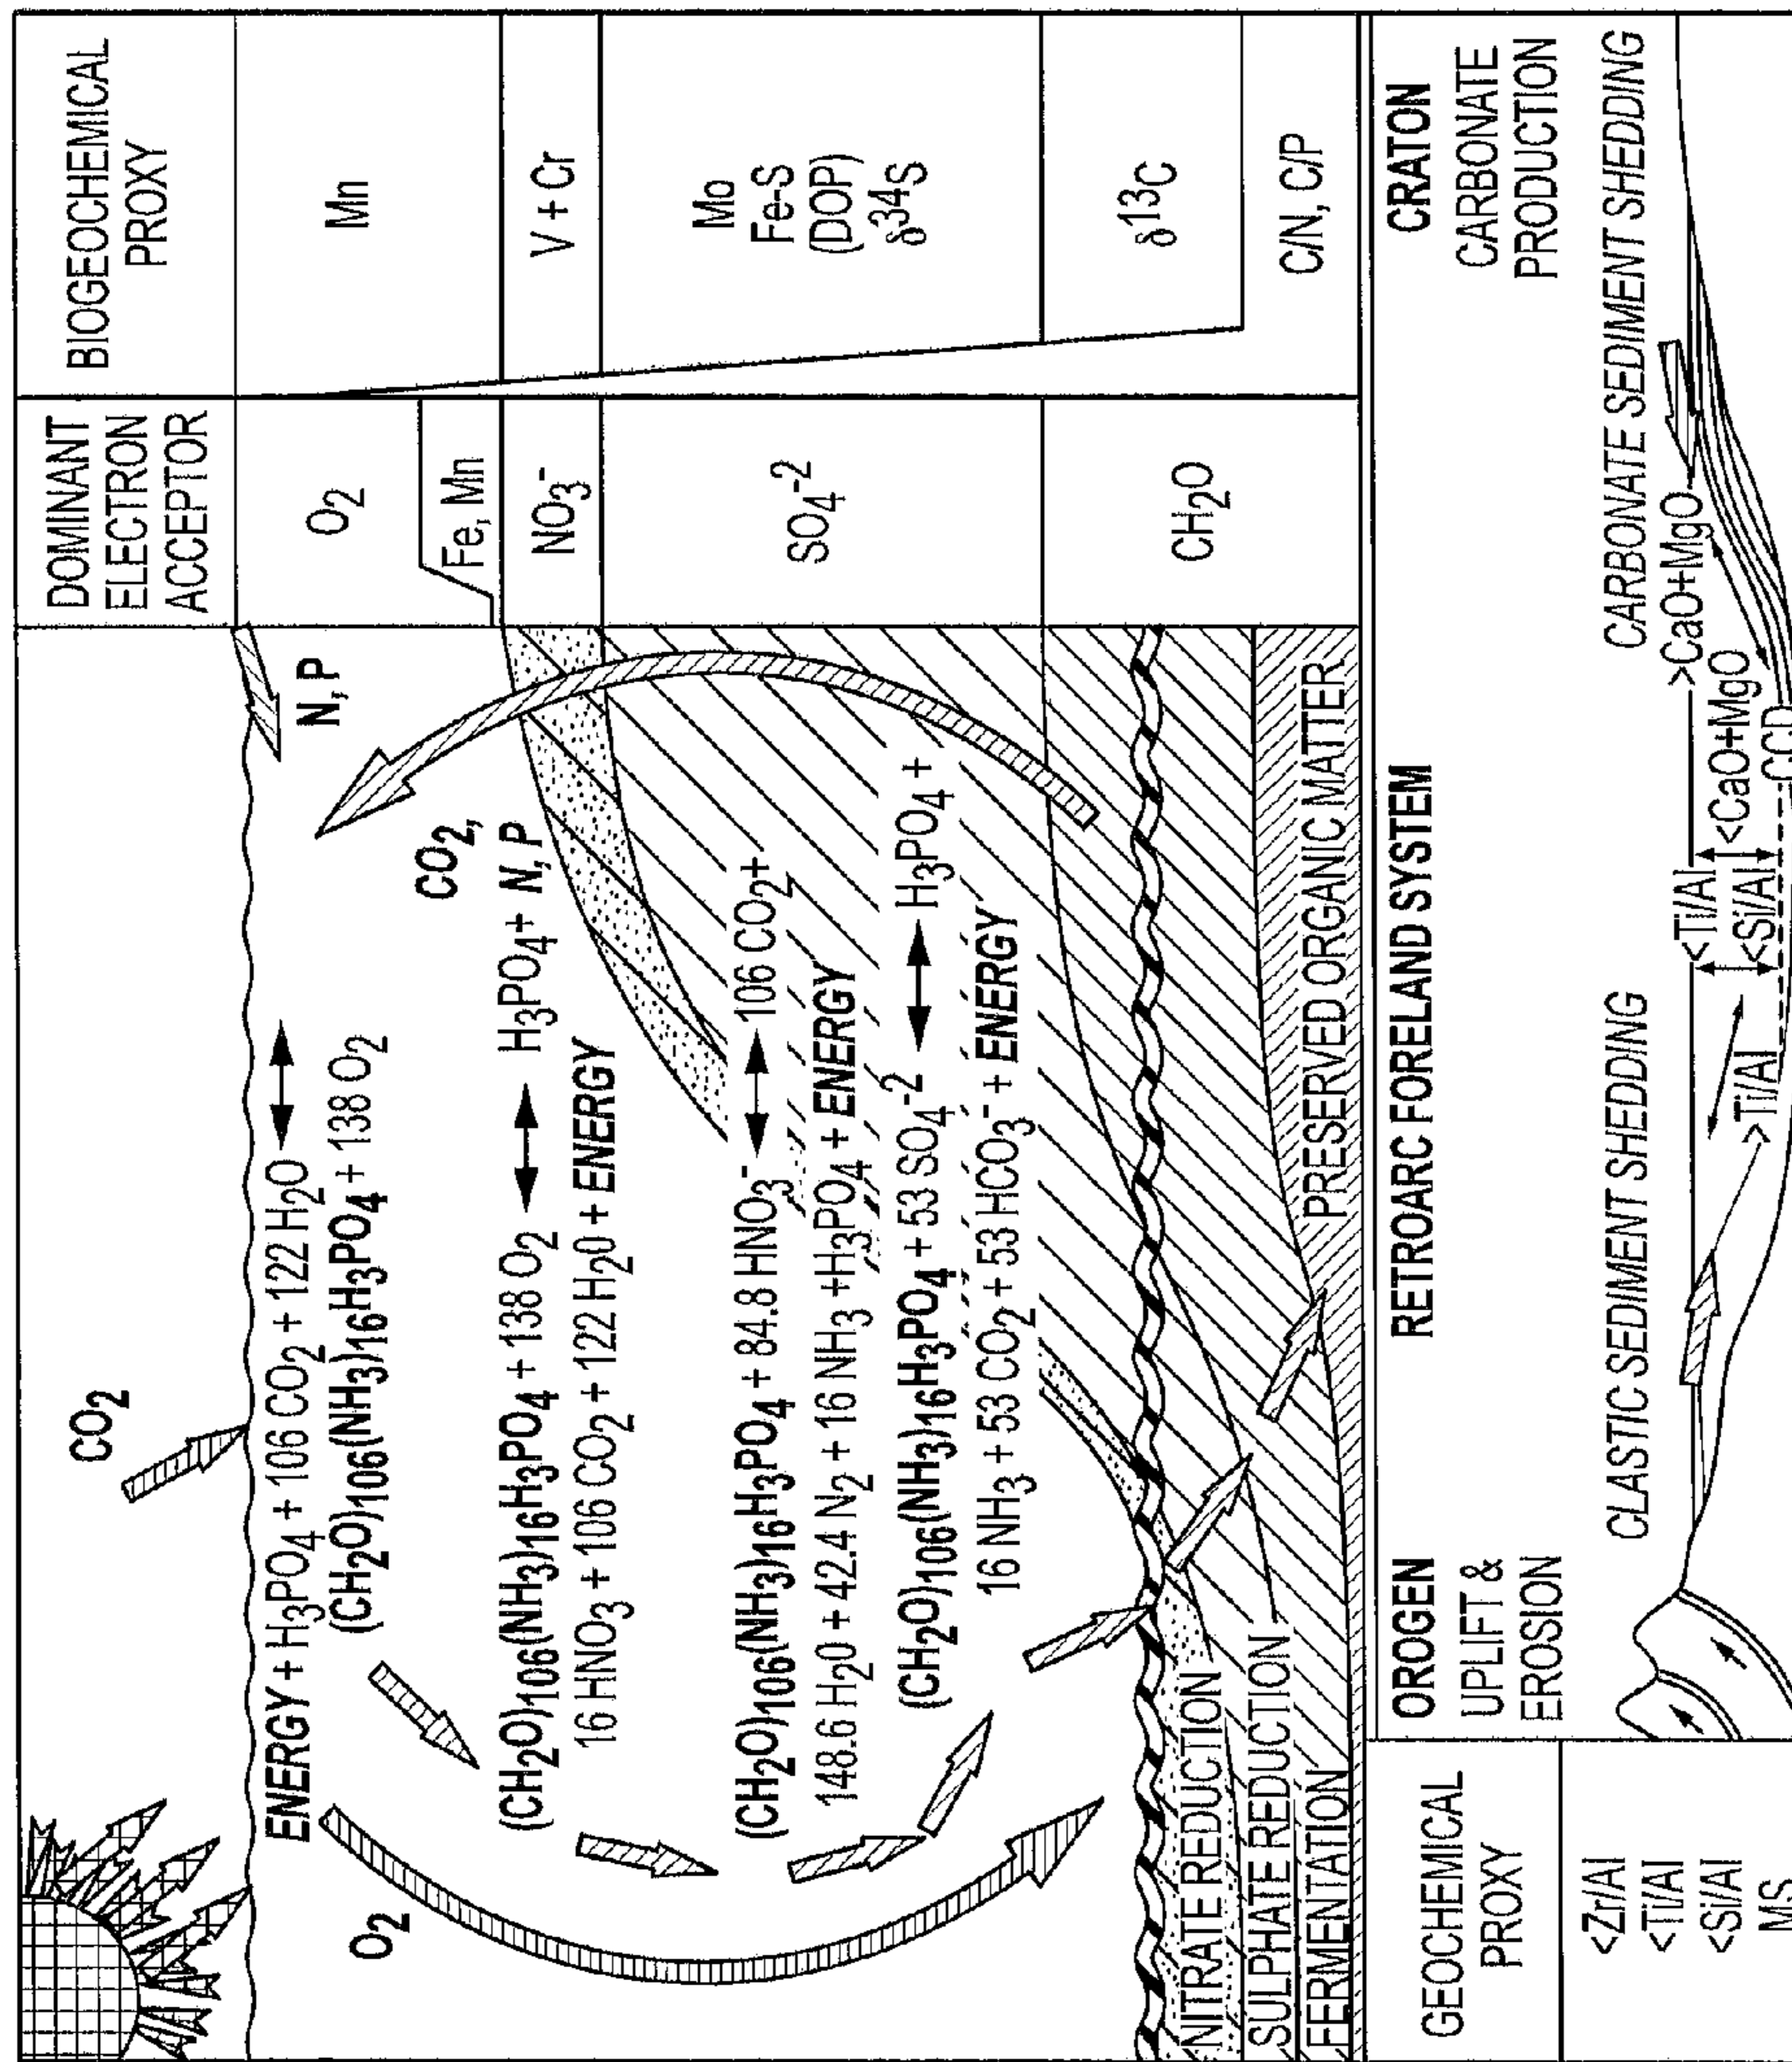 DOMINANT
ELECTRON
ACCEPTOR
BIOGEOCHEMICAL
PROXY
CO₂
O₂
Mn
N, P
ENERGY + H₃PO₄ + 106 CO₂ + 122 H₂O ↔
(CH₂O)₁₀₆(NH₃)₁₆H₃PO₄ + 138 O₂
O₂
Fe, Mn
CO₂,
N, P
(CH₂O)₁₀₆(NH₃)₁₆H₃PO₄ + 138 O₂ ↔ H₃PO₄+
16 HNO₃ + 106 CO₂ + 122 H₂0 + ENERGY
NO₃⁻
V + Cr
(CH₂O)₁₀₆(NH₃)₁₆H₃PO₄ + 84.8 HNO₃⁻ ↔ 106 CO₂+
148.6 H₂0 + 42.4 N₂ + 16 NH₃ +H₃PO₄ + ENERGY
(CH₂O)₁₀₆(NH₃)₁₆H₃PO₄ + 53 SO₄⁻² ↔ H₃PO₄ +
16 NH₃ + 53 CO₂ + 53 HCO₃⁻ + ENERGY
SO₄⁻²
Mo
Fe-S
(DOP)
δ³⁴S
NITRATE REDUCTION
SULPHATE REDUCTION
FERMENTATION
PRESERVED ORGANIC MATTER
CH₂O
δ¹³C
C/N, C/P
GEOCHEMICAL
PROXY
OROGEN
UPLIFT &
EROSION
RETROARC FORELAND SYSTEM
CRATON
CARBONATE
PRODUCTION
CLASTIC SEDIMENT SHEDDING
CARBONATE SEDIMENT SHEDDING
<Zr/Al
<Ti/Al
<Si/Al
MS
<Ti/Al
>CaO+MgO
>Ti/Al
<Si/Al
<CaO+MgO
CCD